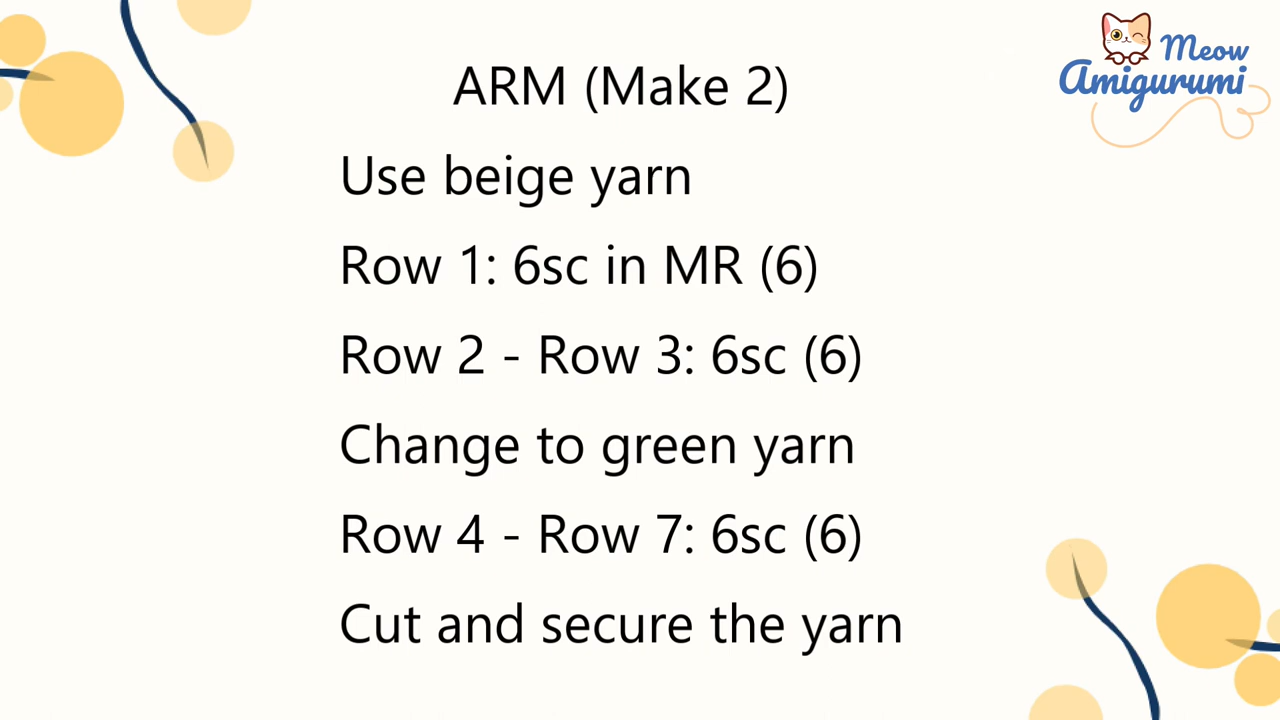 Meow
Amigurumi
ARM (Make 2)
Use beige yarn
Row 1: 6sc in MR (6)
Row 2 - Row 3: 6sc (6)
Change to green yarn
Row 4 - Row 7: 6sc (6)
Cut and secure the yarn